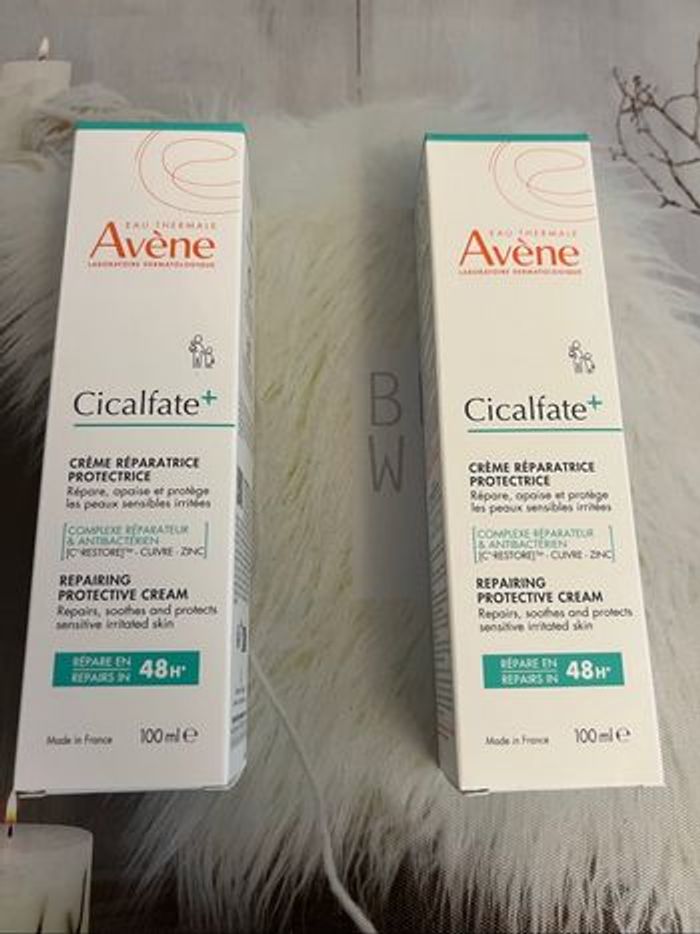 EAU THERMALE
Avène
LABORATOIRE DERMATOLOGIQUE
Cicalfate+
CRÈME RÉPARATRICE
PROTECTRICE
Répare, apaise et protège
les peaux sensibles irritées
COMPLEXE RÉPARATEUR
& ANTIBACTÉRIEN
[C+RESTORE]™ - CUIVRE - ZINC
REPAIRING
PROTECTIVE CREAM
Repairs, soothes and protects
sensitive irritated skin
RÉPARE EN
REPAIRS IN
48H*
Made in France
100 ml ℮
EAU THERMALE
Avène
LABORATOIRE DERMATOLOGIQUE
Cicalfate+
CRÈME RÉPARATRICE
PROTECTRICE
Répare, apaise et protège
les peaux sensibles irritées
COMPLEXE RÉPARATEUR
& ANTIBACTÉRIEN
[C+RESTORE]™ - CUIVRE - ZINC
REPAIRING
PROTECTIVE CREAM
Repairs, soothes and protects
sensitive irritated skin
RÉPARE EN
REPAIRS IN
48H*
Made in France
100 ml ℮